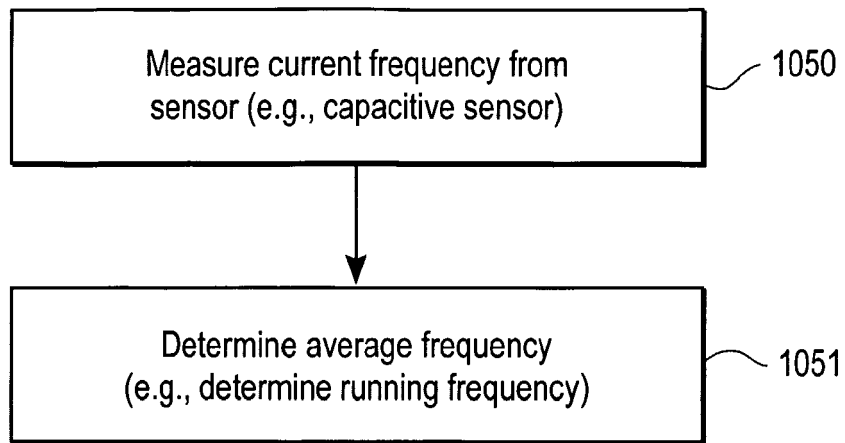 Measure current frequency from
sensor (e.g., capacitive sensor)
1050
Determine average frequency
(e.g., determine running frequency)
1051